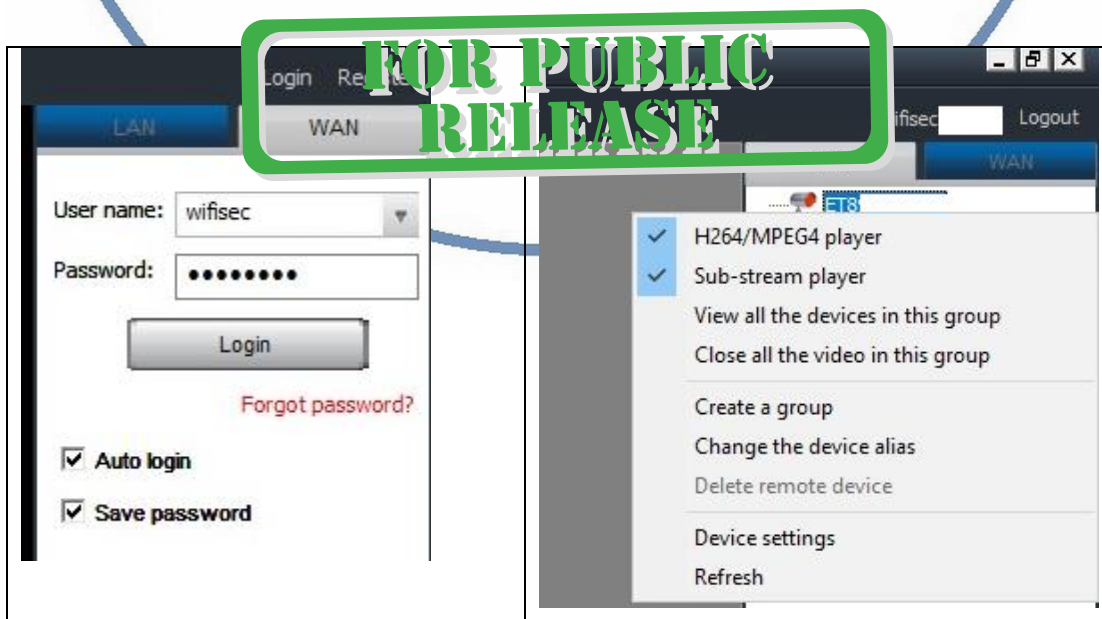 FOR PUBLIC
RELEASE
Login
LAN
WAN
User name:
wifisec
Password:
Login
Forgot password?
Auto login
Save password
ifisec
Logout
WAN
ET8
H264/MPEG4 player
Sub-stream player
View all the devices in this group
Close all the video in this group
Create a group
Change the device alias
Delete remote device
Device settings
Refresh